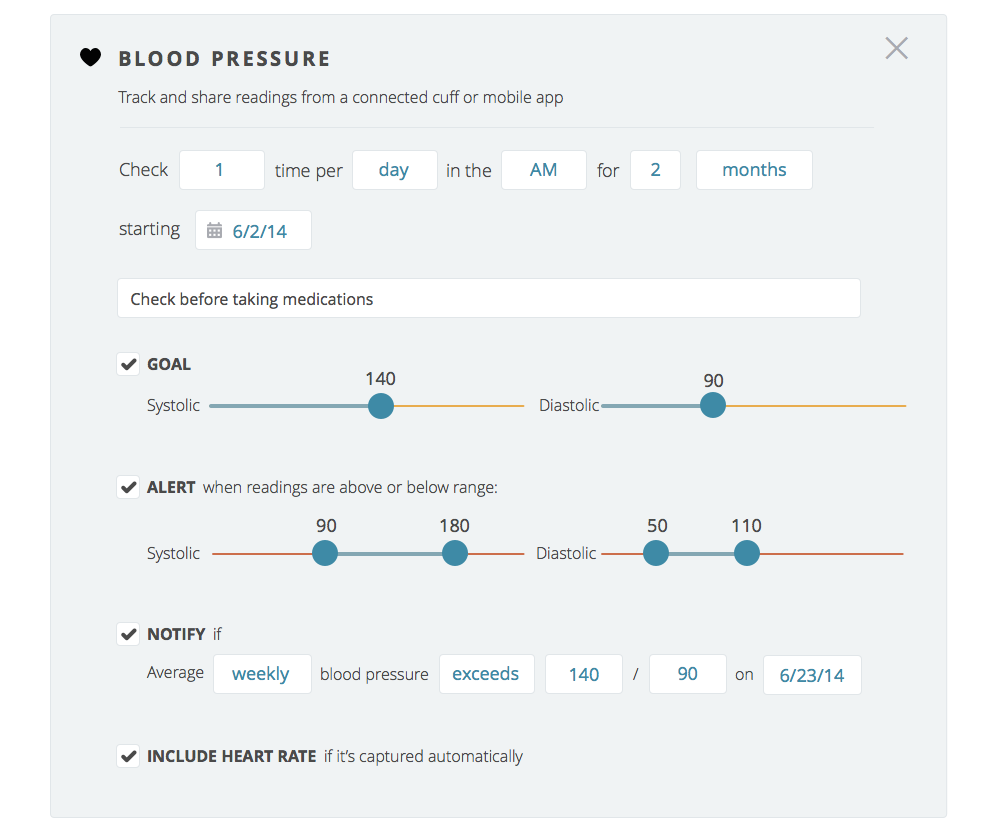 BLOOD PRESSURE
Track and share readings from a connected cuff or mobile app
Check 1 time per day in the AM for 2 months
starting 6/2/14
Check before taking medications
GOAL
140 90
Systolic Diastolic
ALERT when readings are above or below range:
90 180 50 110
Systolic Diastolic
NOTIFY if
Average weekly blood pressure exceeds 140 / 90 on 6/23/14
INCLUDE HEART RATE if it’s captured automatically